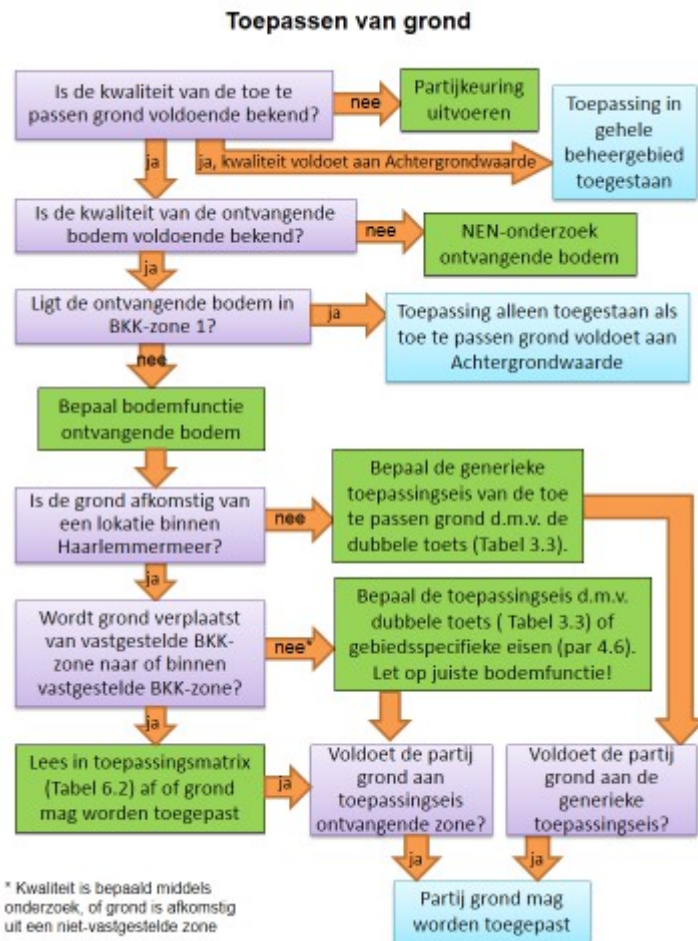 Toepassen van grond
Is de kwaliteit van de toe te
passen grond voldoende bekend?
nee
Partijkeuring
uitvoeren
Toepassing in
gehele
beheergebied
toegestaan
ja
ja, kwaliteit voldoet aan Achtergrondwaarde
Is de kwaliteit van de ontvangende
bodem voldoende bekend?
nee
NEN-onderzoek
ontvangende bodem
ja
Ligt de ontvangende bodem in
BKK-zone 1?
ja
Toepassing alleen toegestaan als
toe te passen grond voldoet aan
Achtergrondwaarde
nee
Bepaal bodemfunctie
ontvangende bodem
Is de grond afkomstig van
een lokatie binnen
Haarlemmermeer?
nee
Bepaal de generieke
toepassingseis van de toe
te passen grond d.m.v. de
dubbele toets (Tabel 3.3).
ja
Wordt grond verplaatst
van vastgestelde BKK-
zone naar of binnen
vastgestelde BKK-zone?
nee*
Bepaal de toepassingseis d.m.v.
dubbele toets ( Tabel 3.3) of
gebiedsspecifieke eisen (par 4.6).
Let op juiste bodemfunctie!
ja
Lees in toepassingsmatrix
(Tabel 6.2) af of grond
mag worden toegepast
ja
Voldoet de partij
grond aan
toepassingseis
ontvangende zone?
Voldoet de partij
grond aan de
generieke
toepassingseis?
ja
ja
Partij grond mag
worden toegepast
* Kwaliteit is bepaald middels
onderzoek, of grond is afkomstig
uit een niet-vastgestelde zone